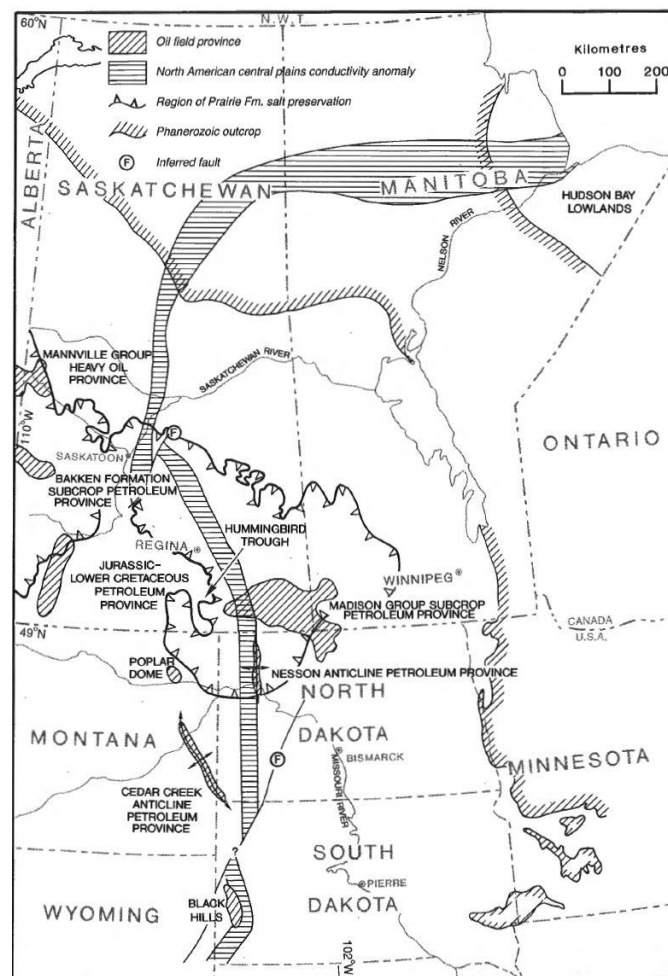 60°N
N.W.T.
Oil field province
North American central plains conductivity anomaly
Region of Prairie Fm. salt preservation
Phanerozoic outcrop
F
Inferred fault
Kilometres
0 100 200
ALBERTA
SASKATCHEWAN
MANITOBA
HUDSON BAY
LOWLANDS
NELSON
RIVER
MANNVILLE GROUP
HEAVY OIL
PROVINCE
SASKATCHEWAN RIVER
110°W
F
ONTARIO
SASKATOON
BAKKEN FORMATION
SUBCROP PETROLEUM
PROVINCE
HUMMINGBIRD
TROUGH
REGINA
JURASSIC-
LOWER CRETACEOUS
PETROLEUM
PROVINCE
WINNIPEG
MADISON GROUP SUBCROP
PETROLEUM PROVINCE
CANADA
U.S.A.
49°N
POPLAR
DOME
NESSON ANTICLINE PETROLEUM PROVINCE
NORTH
DAKOTA
MONTANA
BISMARCK
MISSOURI RIVER
F
MINNESOTA
CEDAR CREEK
ANTICLINE
PETROLEUM
PROVINCE
?
SOUTH
DAKOTA
PIERRE
BLACK
HILLS
WYOMING
102°W